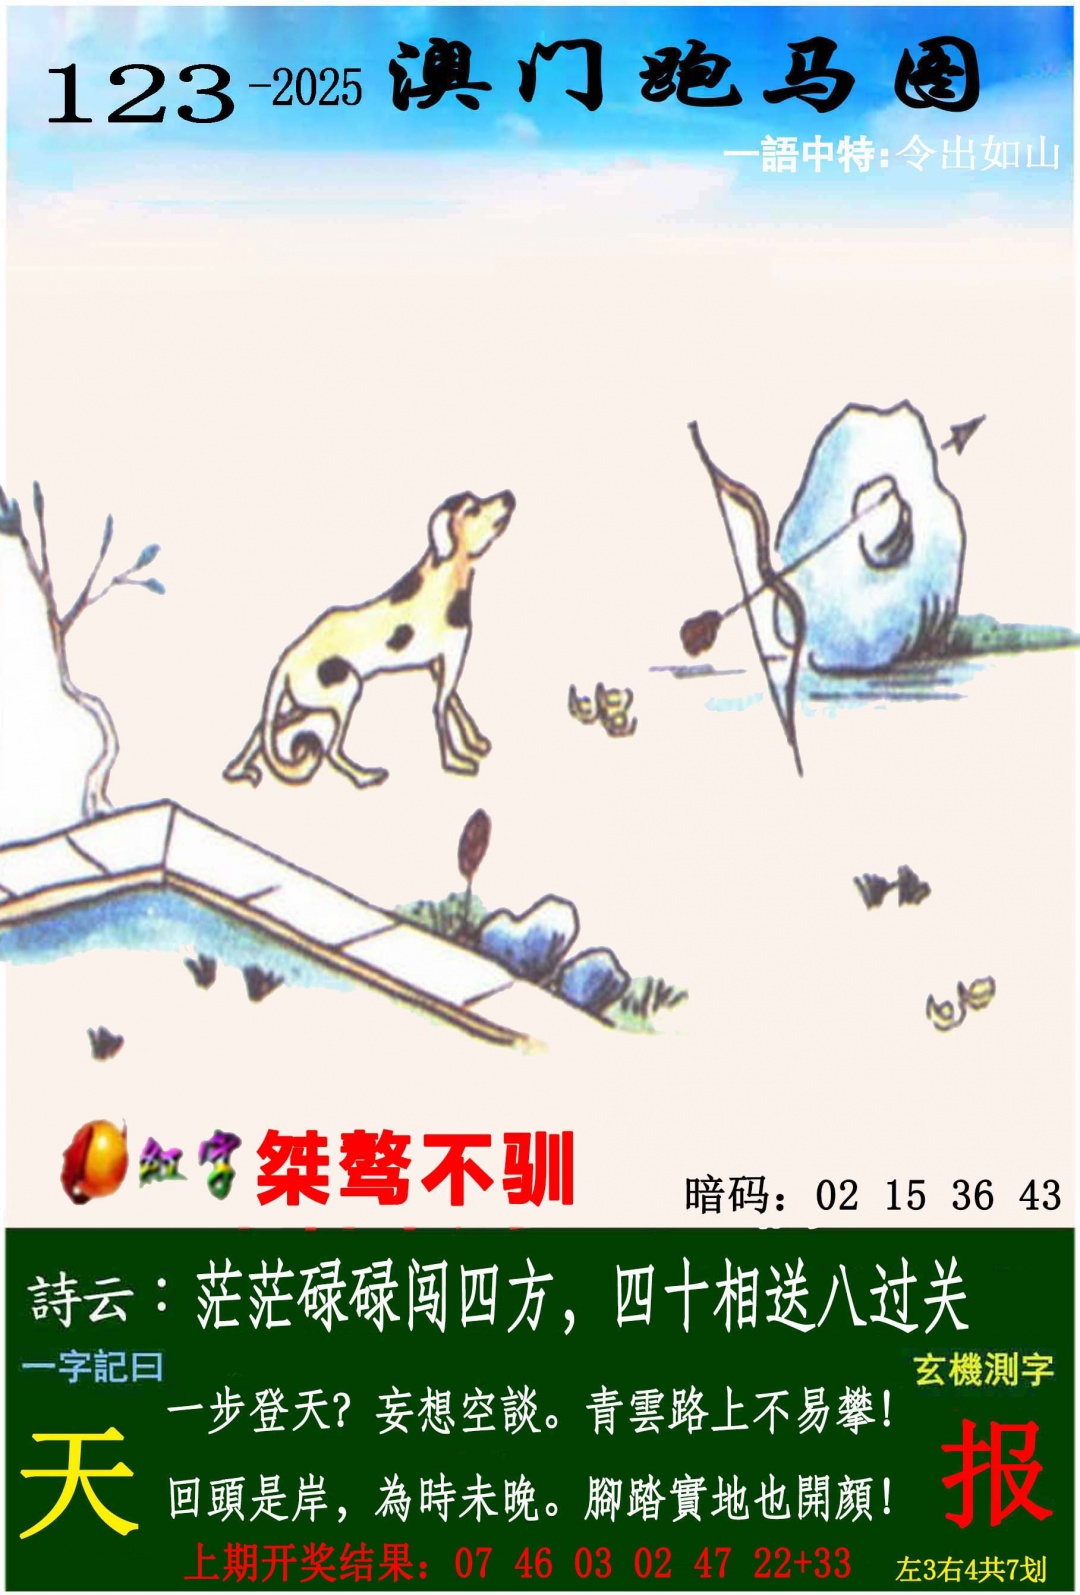 123-2025 澳门跑马图
一語中特:令出如山
红字 桀骜不驯
暗码：02 15 36 43
詩云：茫茫碌碌闯四方，四十相送八过关
一字記曰
玄機測字
天
一步登天？妄想空談。青雲路上不易攀！
回頭是岸，為時未晚。腳踏實地也開顔！
报
上期开奖结果：07 46 03 02 47 22+33
左3右4共7划